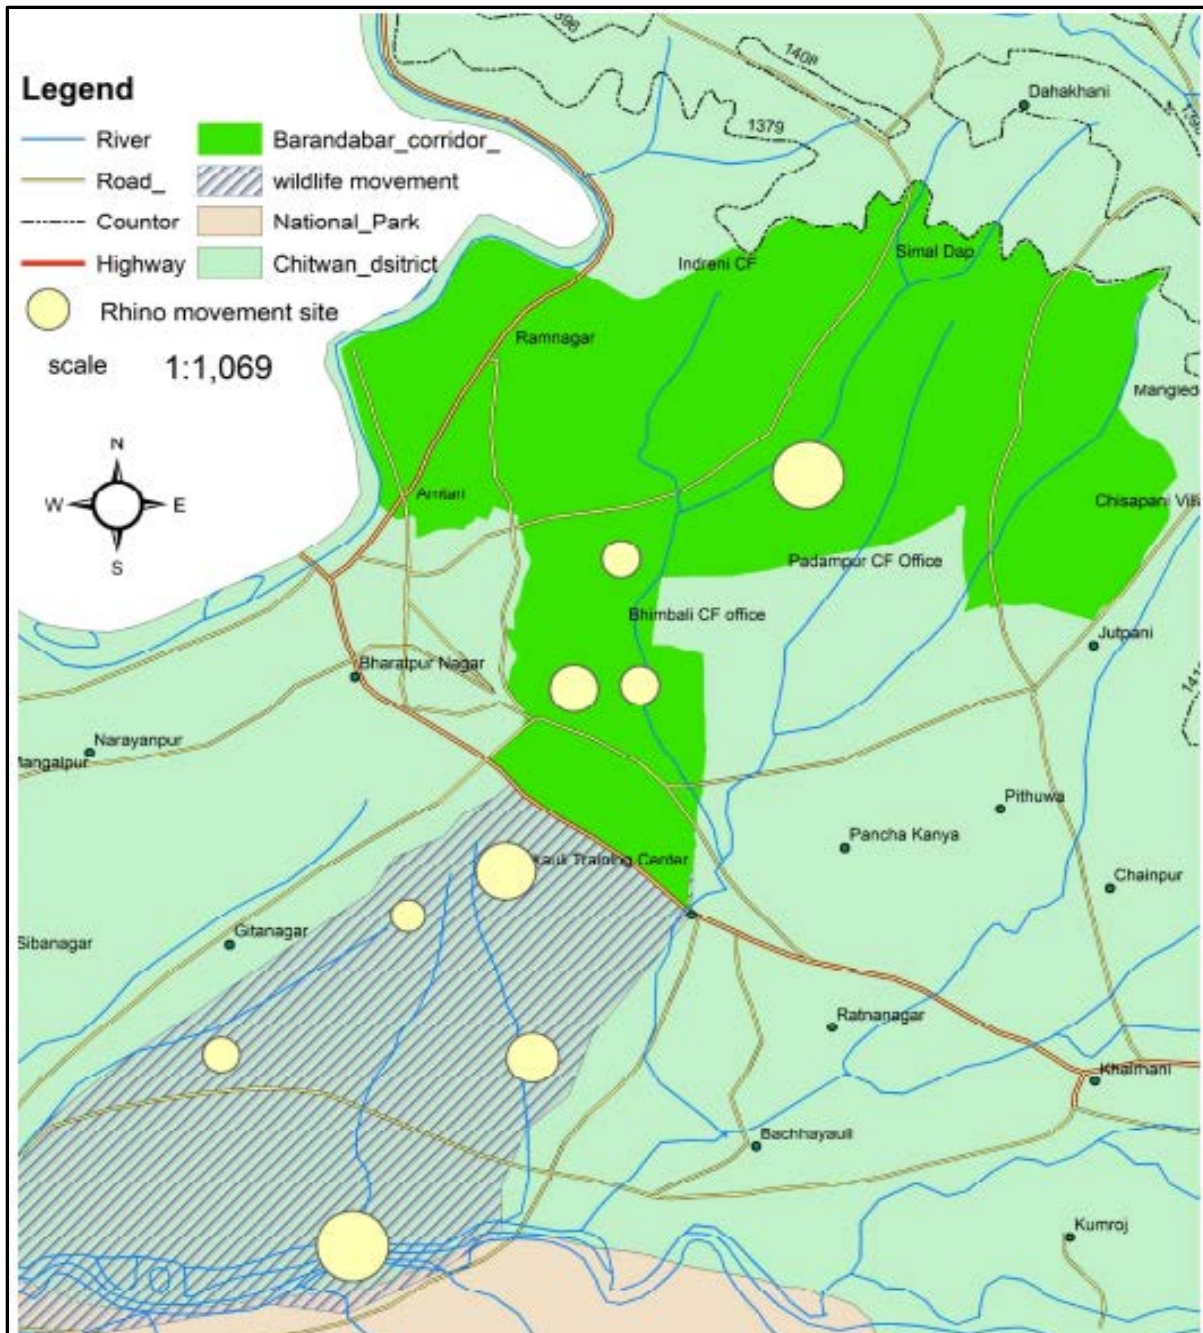 Legend
River
Barandabar_corridor_
Road_
wildlife movement
Countor
National_Park
Highway
Chitwan_dsitrict
Rhino movement site
scale 1:1,069
N
W
E
S
1408
1379
Dahakhani
Indreni CF
Simal Dap
Ramnagar
Chisapani
Padampur CF Office
Bhimbali CF office
Jutpani
Bharatpur Nagar
Narayanpur
Pithuwa
Pancha Kanya
Training Center
Chainpur
Gitanagar
Sibanagar
Ratnanagar
Bachhayauli
Kumroj